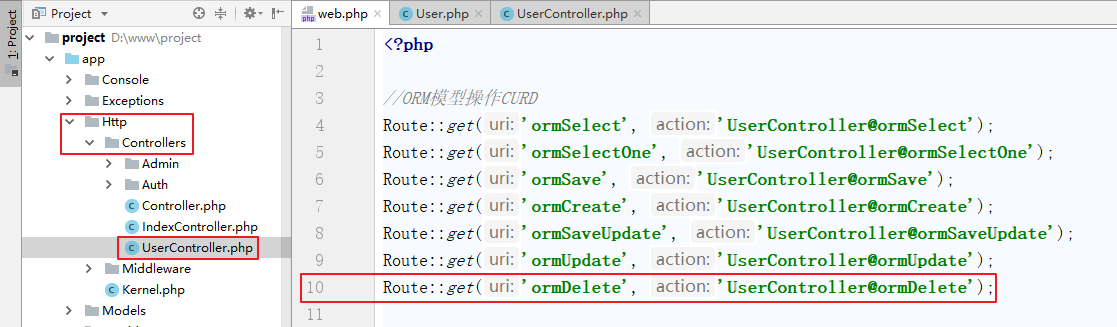 Project
web.php
User.php
UserController.php
1: Project
project D:\www\project
app
Console
Exceptions
Http
Controllers
Admin
Auth
Controller.php
IndexController.php
UserController.php
Middleware
Kernel.php
Models
1 <?php
2
3 //ORM模型操作CURD
4 Route::get( uri: 'ormSelect', action: 'UserController@ormSelect');
5 Route::get( uri: 'ormSelectOne', action: 'UserController@ormSelectOne');
6 Route::get( uri: 'ormSave', action: 'UserController@ormSave');
7 Route::get( uri: 'ormCreate', action: 'UserController@ormCreate');
8 Route::get( uri: 'ormSaveUpdate', action: 'UserController@ormSaveUpdate');
9 Route::get( uri: 'ormUpdate', action: 'UserController@ormUpdate');
10 Route::get( uri: 'ormDelete', action: 'UserController@ormDelete');
11